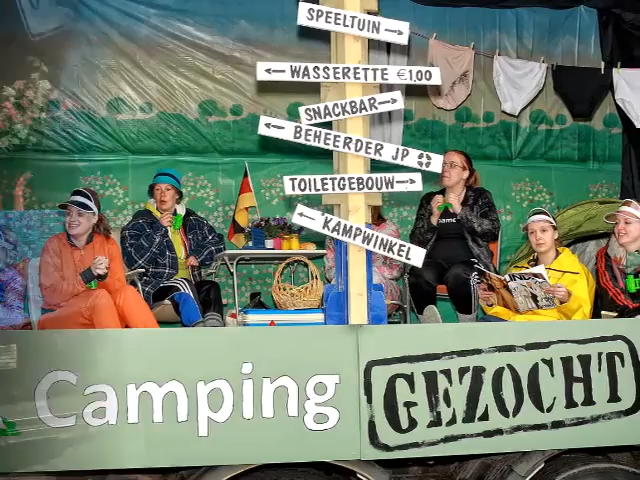 SPEELTUIN →
← WASSERETTE €1,00
SNACKBAR →
← BEHEERDER JP
TOILETGEBOUW →
← KAMPWINKEL
Camping
GEZOCHT